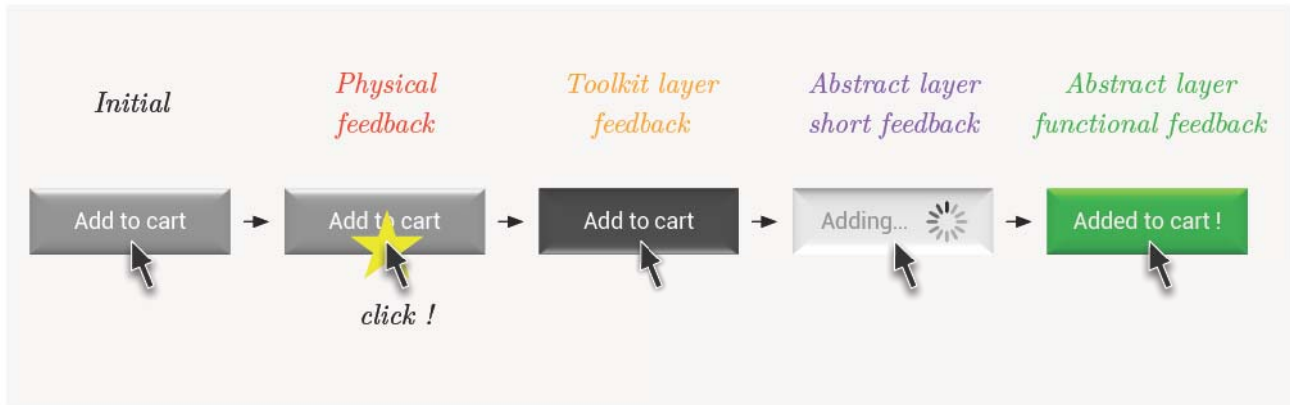 Initial
Physical
feedback
Toolkit layer
feedback
Abstract layer
short feedback
Abstract layer
functional feedback
Add to cart
Add to cart
Add to cart
Adding...
Added to cart !
click !